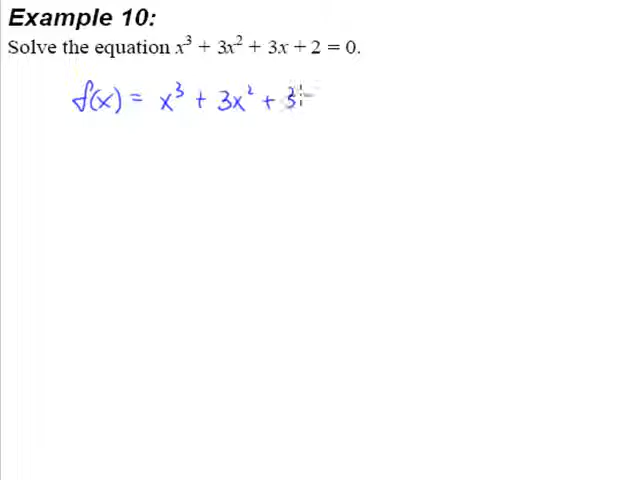 Example 10:
Solve the equation x³ + 3x² + 3x + 2 = 0.
f(x) = x³ + 3x² + 3